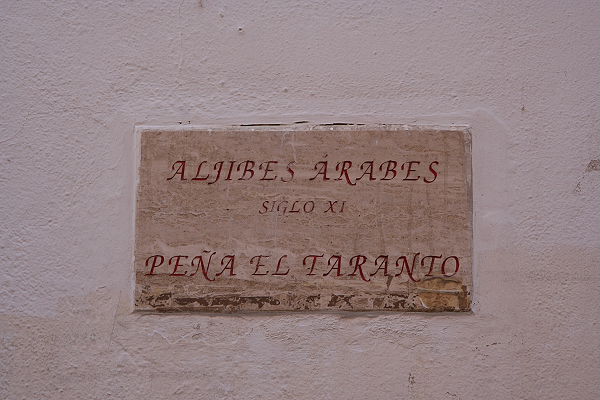 ALJIBES ÁRABES
SIGLO XI
PEÑA EL TARANTO